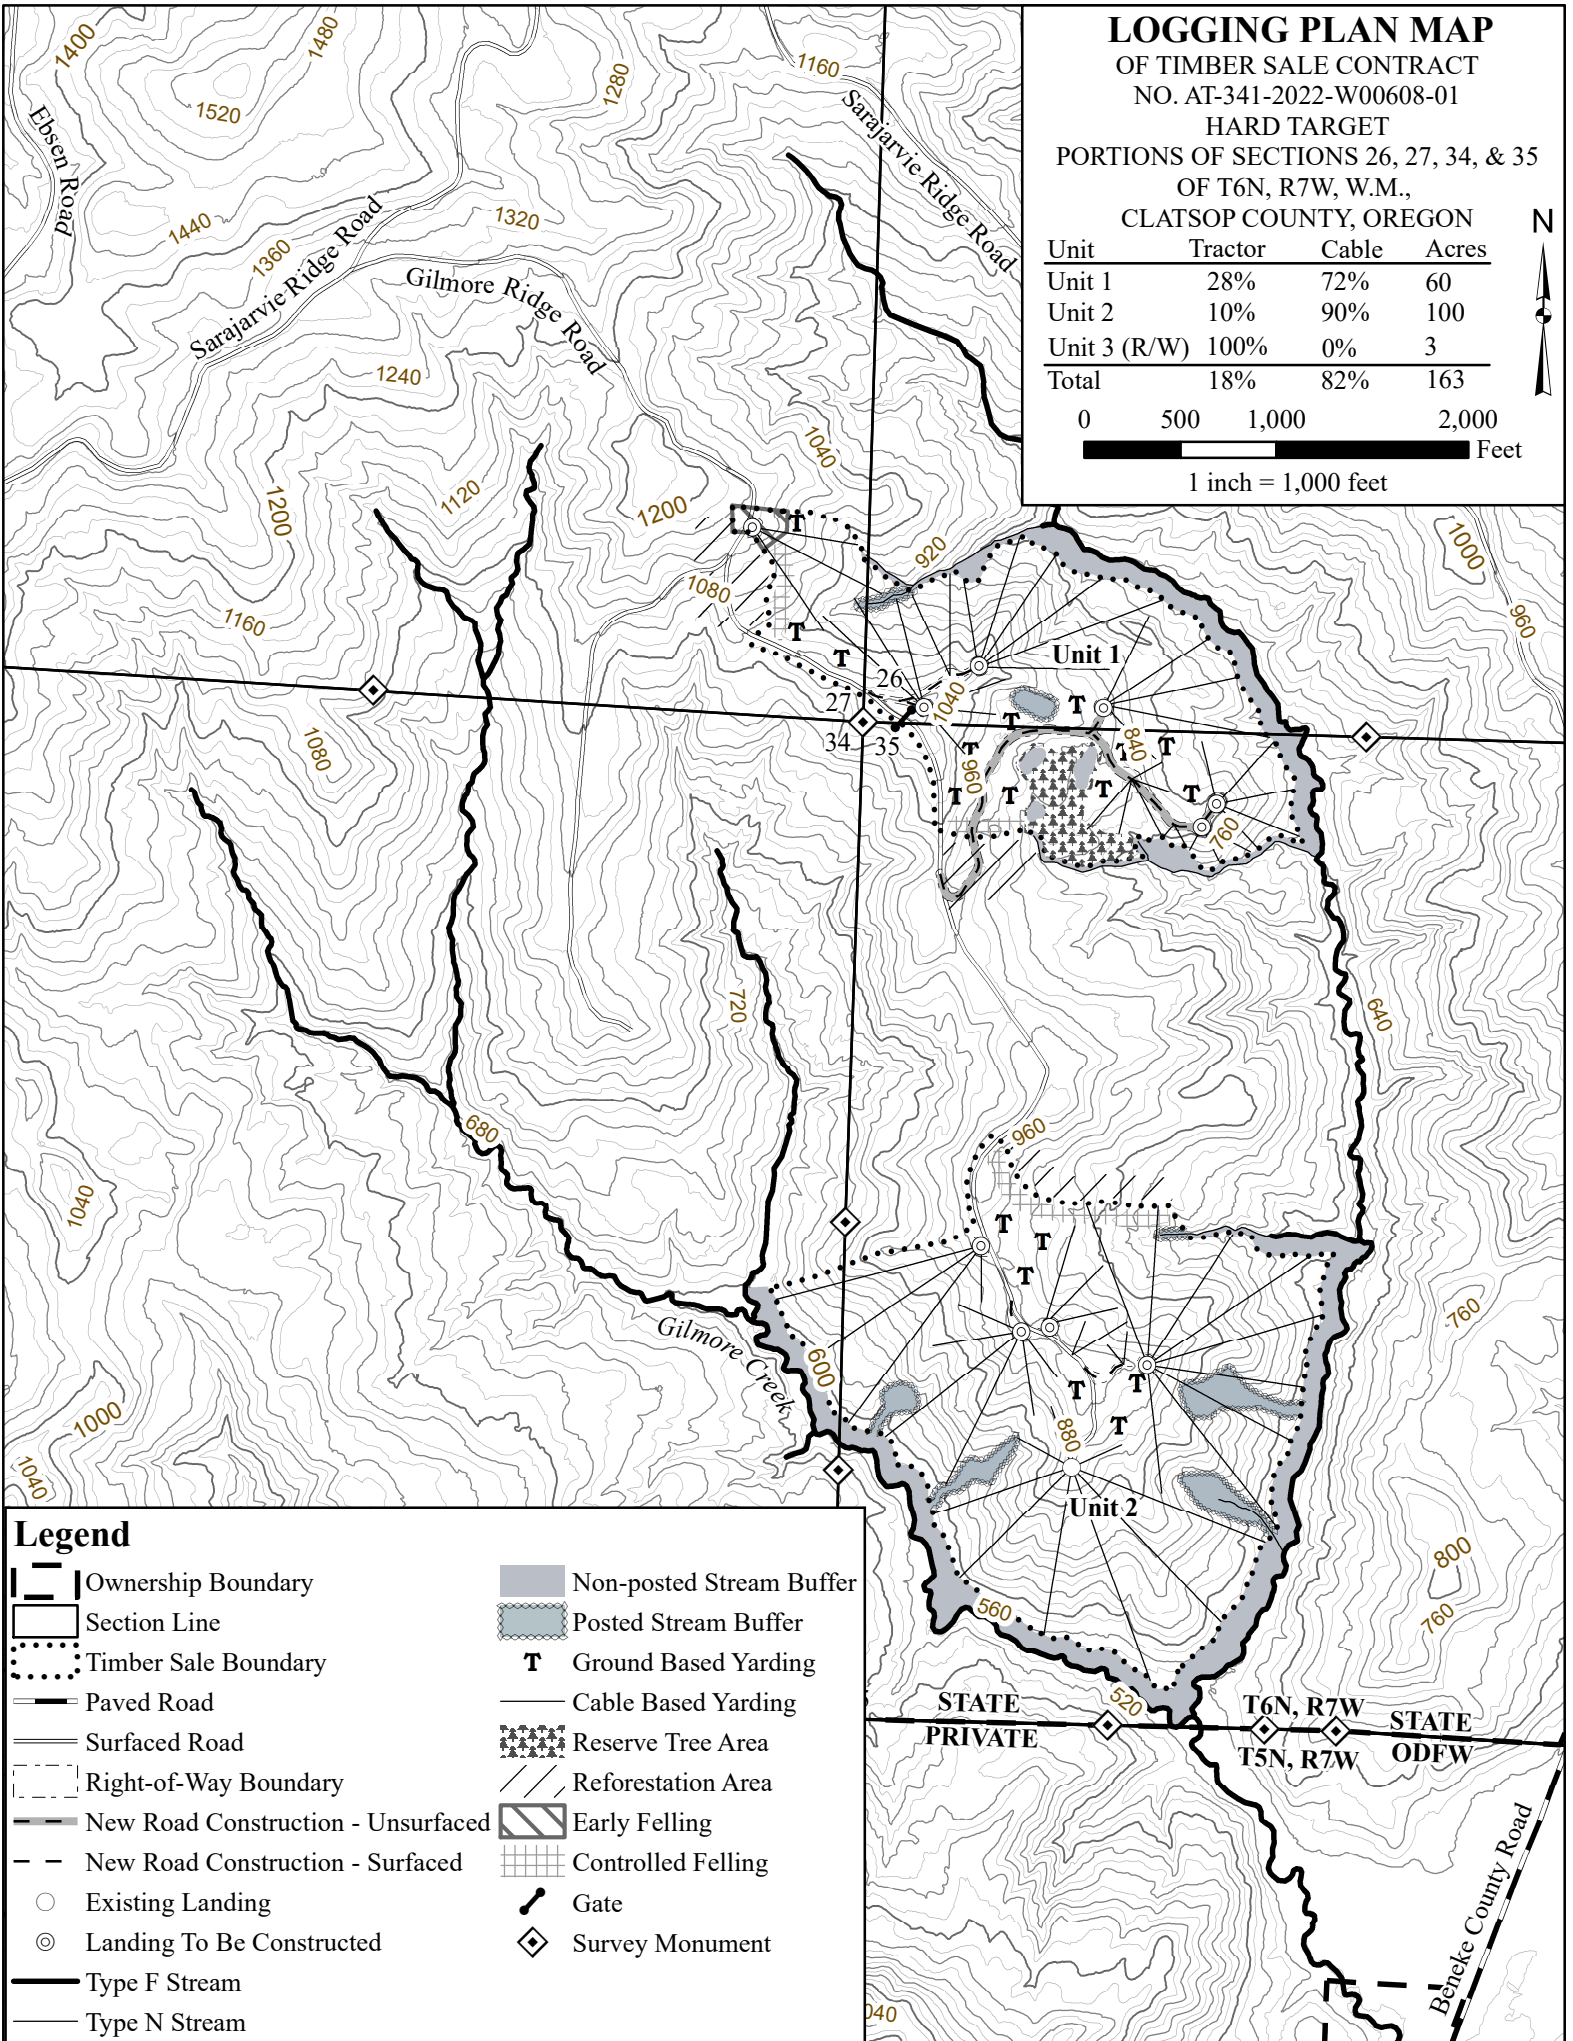 LOGGING PLAN MAP
OF TIMBER SALE CONTRACT
NO. AT-341-2022-W00608-01
HARD TARGET
PORTIONS OF SECTIONS 26, 27, 34, & 35
OF T6N, R7W, W.M.,
CLATSOP COUNTY, OREGON
N
Unit Tractor Cable Acres
Unit 1 28% 72% 60
Unit 2 10% 90% 100
Unit 3 (R/W) 100% 0% 3
Total 18% 82% 163
0 500 1,000 2,000
Feet
1 inch = 1,000 feet
1400
1480
1520
1280
1160
Ebsen Road
Sarajarvie Ridge Road
1440
1360
1320
Sarajarvie Ridge Road
Gilmore Ridge Road
1240
1040
1200
1120
1200
1000
920
1080
1160
960
T
T
T
Unit 1
26
27
34
35
1040
T
T
T
T
T
840
960
T
T
T
T
760
1080
720
640
680
960
1040
T
T
T
Gilmore Creek
600
760
T
T
T
880
1000
1040
Unit 2
800
760
560
520
STATE
PRIVATE
T6N, R7W
T5N, R7W
STATE
ODFW
Beneke County Road
040
Legend
Ownership Boundary
Section Line
Timber Sale Boundary
Paved Road
Surfaced Road
Right-of-Way Boundary
New Road Construction - Unsurfaced
New Road Construction - Surfaced
Existing Landing
Landing To Be Constructed
Type F Stream
Type N Stream
Non-posted Stream Buffer
Posted Stream Buffer
T Ground Based Yarding
Cable Based Yarding
Reserve Tree Area
Reforestation Area
Early Felling
Controlled Felling
Gate
Survey Monument